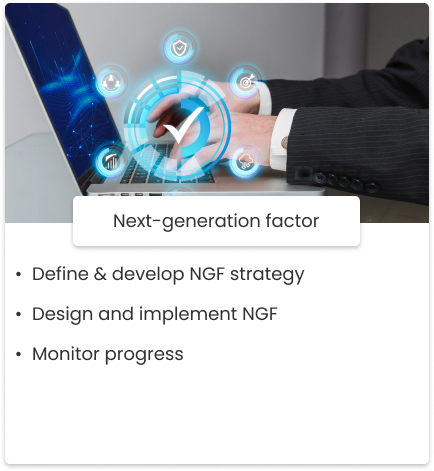 Next-generation factor
• Define & develop NGF strategy
• Design and implement NGF
• Monitor progress